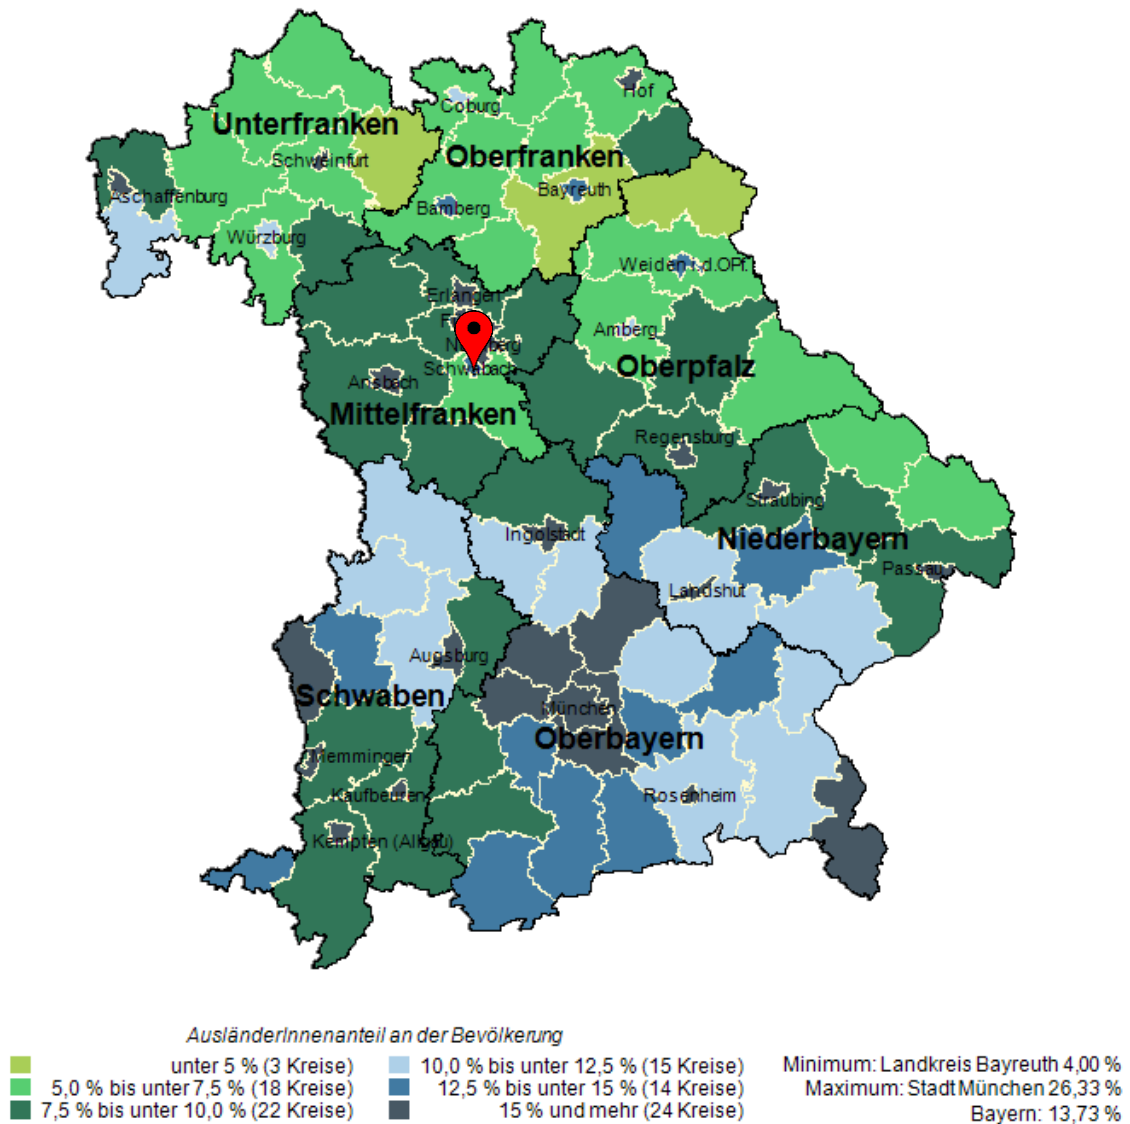 Hof
Coburg
Unterfranken
Oberfranken
Schweinfurt
Bayreuth
Aschaffenburg
Bamberg
Würzburg
Weiden i.d.OPf.
Erlangen
Amberg
Schwabach
Oberpfalz
Ansbach
Mittelfranken
Regensburg
Straubing
Ingolstadt
Niederbayern
Passau
Landshut
Augsburg
Schwaben
München
Oberbayern
Memmingen
Kaufbeuren
Rosenheim
Kempten (Allgäu)
AusländerInnenanteil an der Bevölkerung
unter 5 % (3 Kreise)
5,0 % bis unter 7,5 % (18 Kreise)
7,5 % bis unter 10,0 % (22 Kreise)
10,0 % bis unter 12,5 % (15 Kreise)
12,5 % bis unter 15 % (14 Kreise)
15 % und mehr (24 Kreise)
Minimum: Landkreis Bayreuth 4,00 %
Maximum: Stadt München 26,33 %
Bayern: 13,73 %